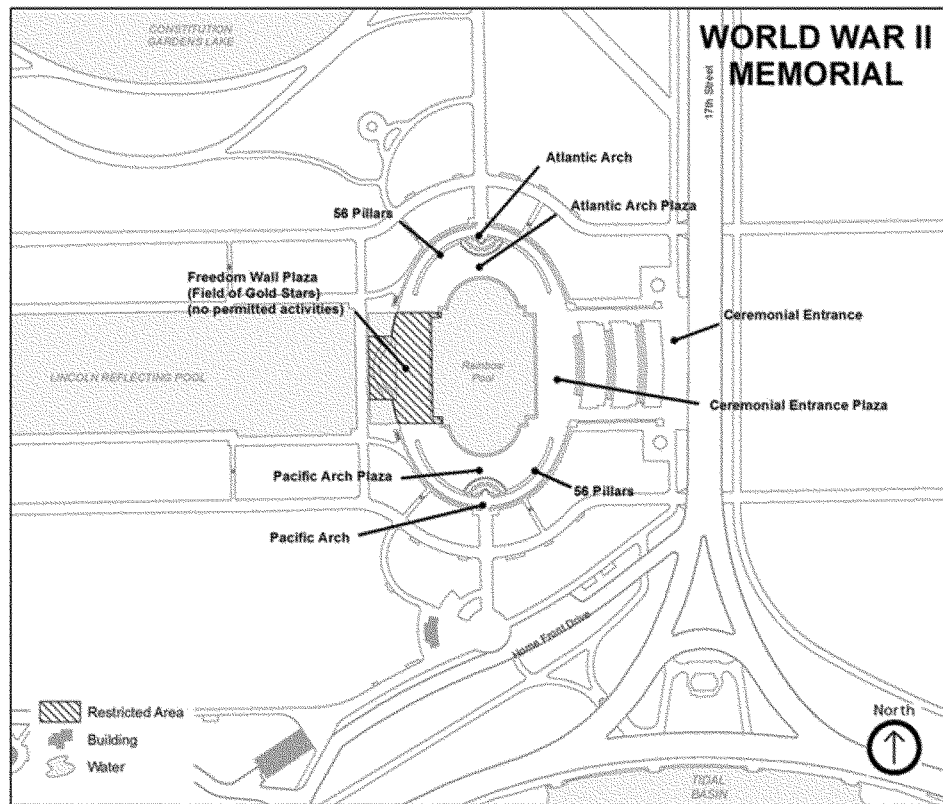 WORLD WAR II
MEMORIAL
CONSTITUTION
GARDENS LAKE
17th Street
Atlantic Arch
Atlantic Arch Plaza
56 Pillars
Freedom Wall Plaza
(Field of Gold Stars)
(no permitted activities)
Ceremonial Entrance
LINCOLN REFLECTING POOL
Rainbow
Pool
Ceremonial Entrance Plaza
Pacific Arch Plaza
56 Pillars
Pacific Arch
Home Front Drive
Restricted Area
Building
Water
North
TIDAL
BASIN